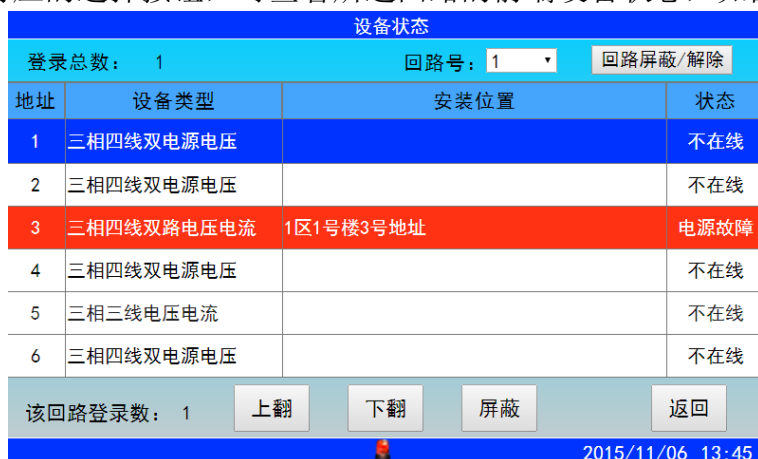 设备状态
登录总数： 1 回路号：1 回路屏蔽/解除
地址 设备类型 安装位置 状态
1 三相四线双电源电压 不在线
2 三相四线双电源电压 不在线
3 三相四线双路电压电流 1区1号楼3号地址 电源故障
4 三相四线双电源电压 不在线
5 三相三线电压电流 不在线
6 三相四线双电源电压 不在线
该回路登录数： 1 上翻 下翻 屏蔽 返回
2015/11/06 13:45